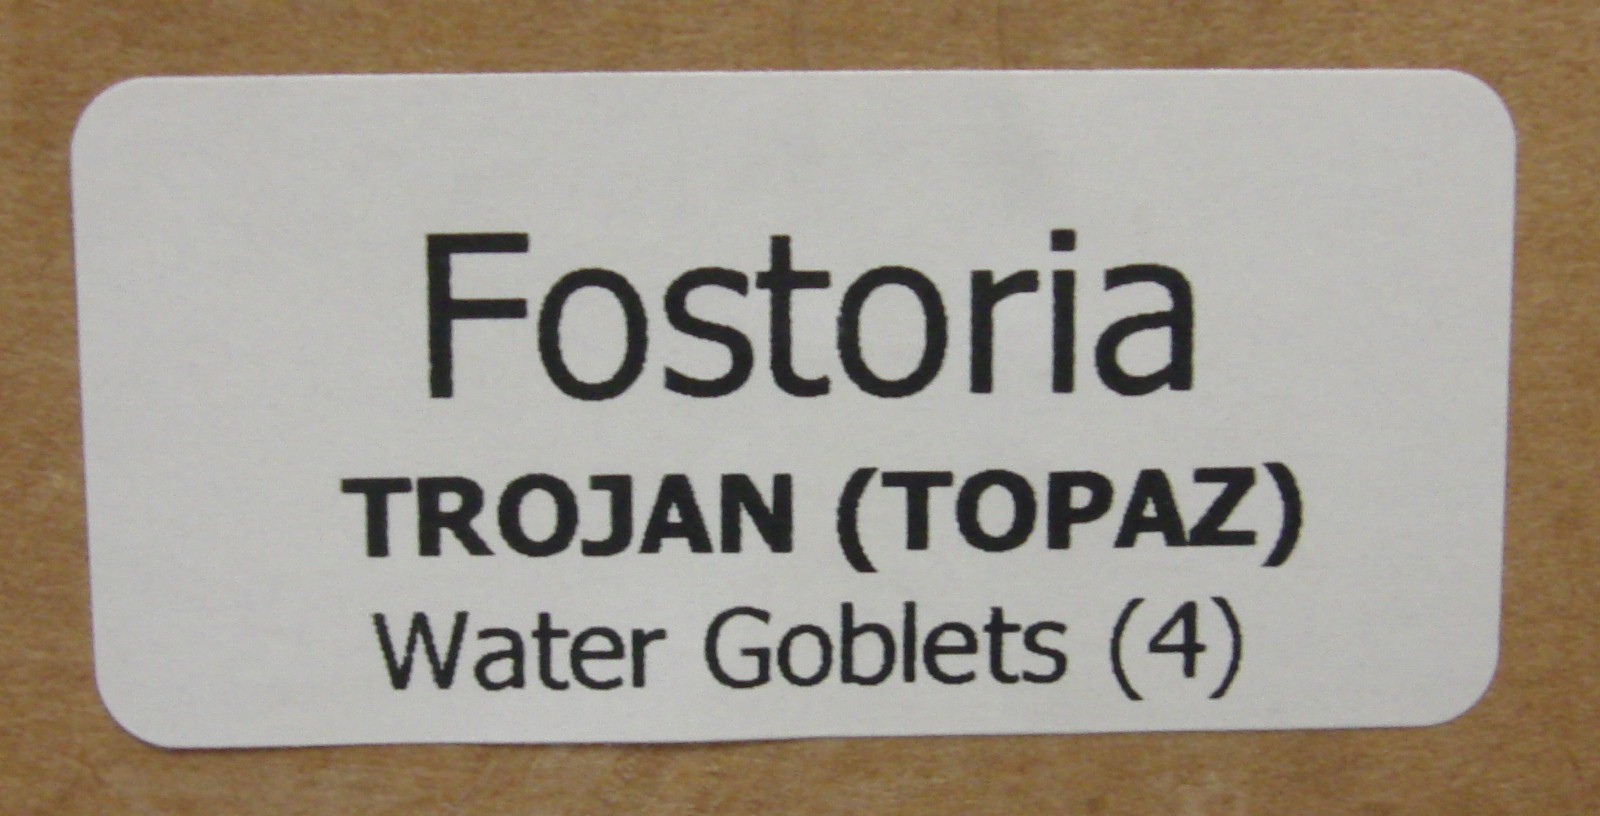 Fostoria
TROJAN (TOPAZ)
Water Goblets (4)